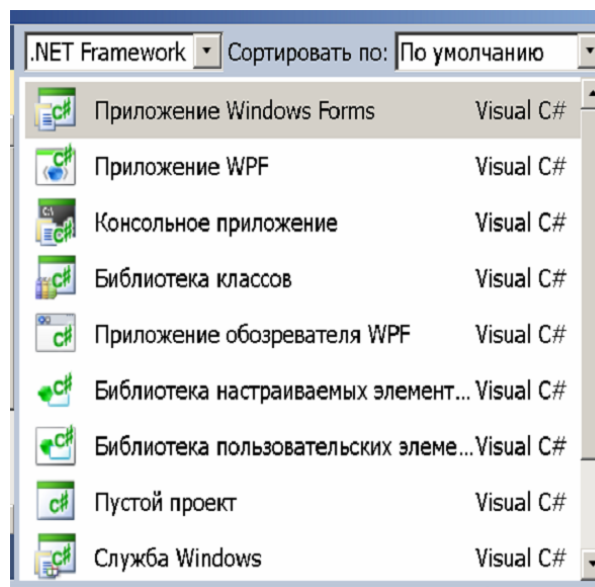 .NET Framework Сортировать по: По умолчанию
Приложение Windows Forms Visual C#
Приложение WPF Visual C#
Консольное приложение Visual C#
Библиотека классов Visual C#
Приложение обозревателя WPF Visual C#
Библиотека настраиваемых элемент... Visual C#
Библиотека пользовательских элеме... Visual C#
Пустой проект Visual C#
Служба Windows Visual C#